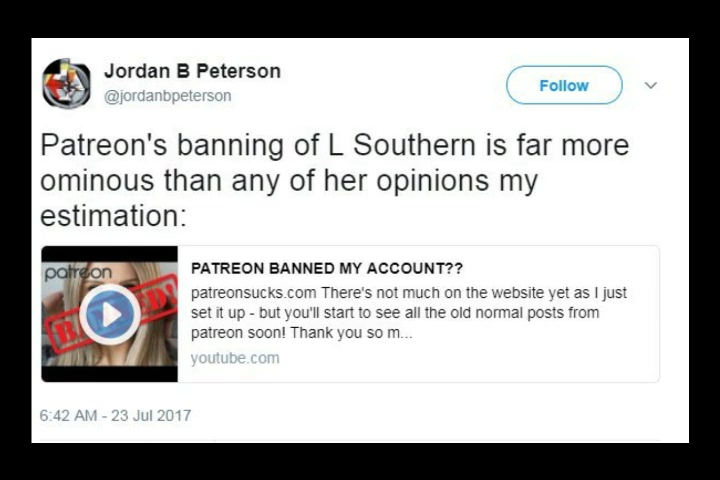 Jordan B Peterson
@jordanbpeterson
Follow
Patreon's banning of L Southern is far more
ominous than any of her opinions my
estimation:
patreon
BANNED!
PATREON BANNED MY ACCOUNT??
patreonsucks.com There's not much on the website yet as I just
set it up - but you'll start to see all the old normal posts from
patreon soon! Thank you so m...
youtube.com
6:42 AM - 23 Jul 2017